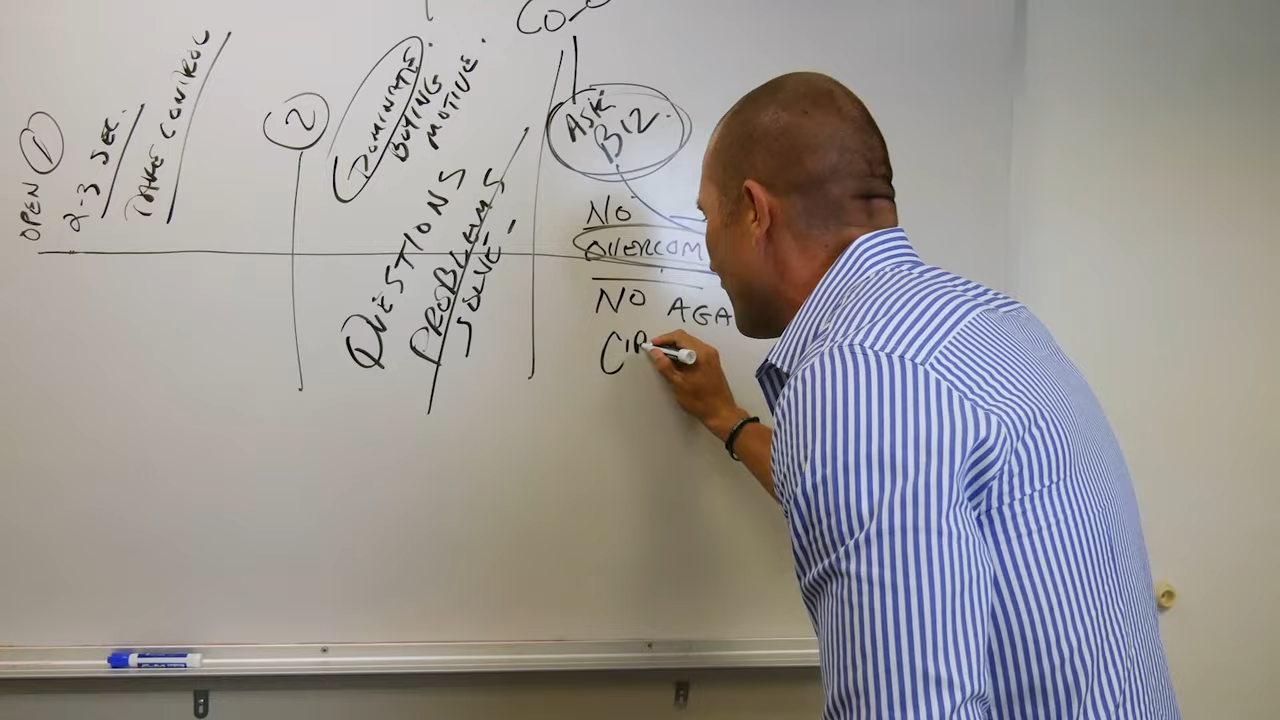 OPEN 1
2-3 SEC.
TAKE CONTROL
2
DOMINATE
BUYING
MOTIVE.
QUESTIONS
PROBLEMS
SOLVE
ASK
BIZ.
NO
OVERCOM
NO AGA
CIR